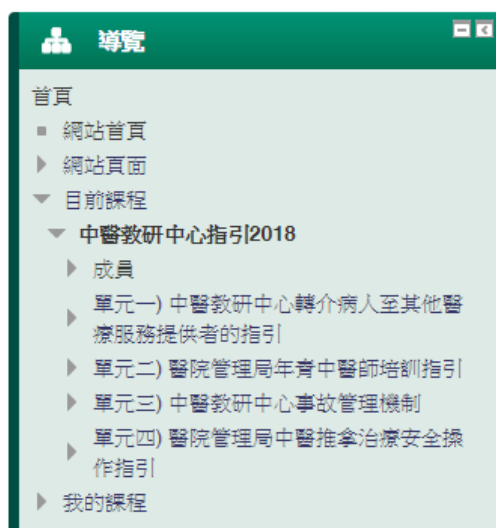 導覽
首頁
網站首頁
網站頁面
目前課程
中醫教研中心指引2018
成員
單元一) 中醫教研中心轉介病人至其他醫
療服務提供者的指引
單元二) 醫院管理局年青中醫師培訓指引
單元三) 中醫教研中心事故管理機制
單元四) 醫院管理局中醫推拿治療安全操
作指引
我的課程